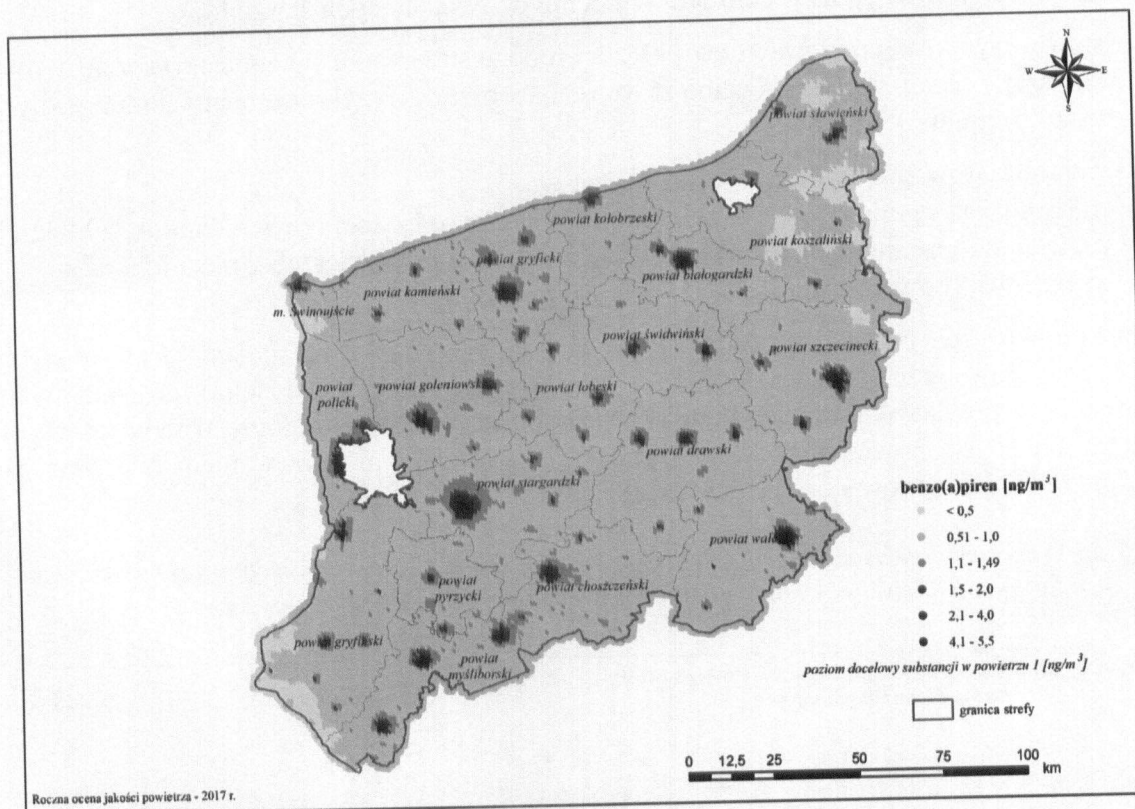 N
W E
S
powiat sławieński
powiat kołobrzeski
powiat koszaliński
powiat gryficki
powiat białogardzki
powiat kamieński
m. Świnoujście
powiat świdwiński
powiat szczecinecki
powiat
policki
powiat goleniowski
powiat łobeski
powiat drawski
powiat stargardzki
powiat
powiat choszczeński
powiat
pyrzycki
powiat gryfiński
powiat
myśliborski
benzo(a)piren [ng/m³]
< 0,5
0,51 - 1,0
1,1 - 1,49
1,5 - 2,0
2,1 - 4,0
4,1 - 5,5
poziom docelowy substancji w powietrzu 1 [ng/m³]
granica strefy
0 12,5 25 50 75 100
km
Roczna ocena jakości powietrza - 2017 r.